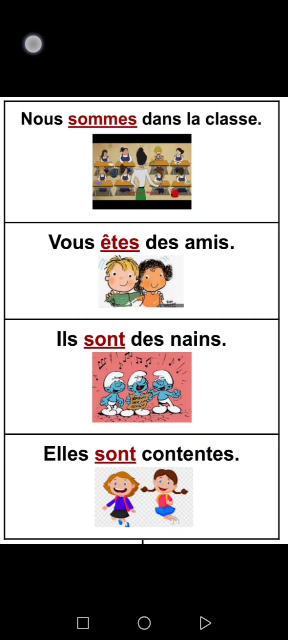 Nous sommes dans la classe.
Vous êtes des amis.
Ils sont des nains.
Elles sont contentes.